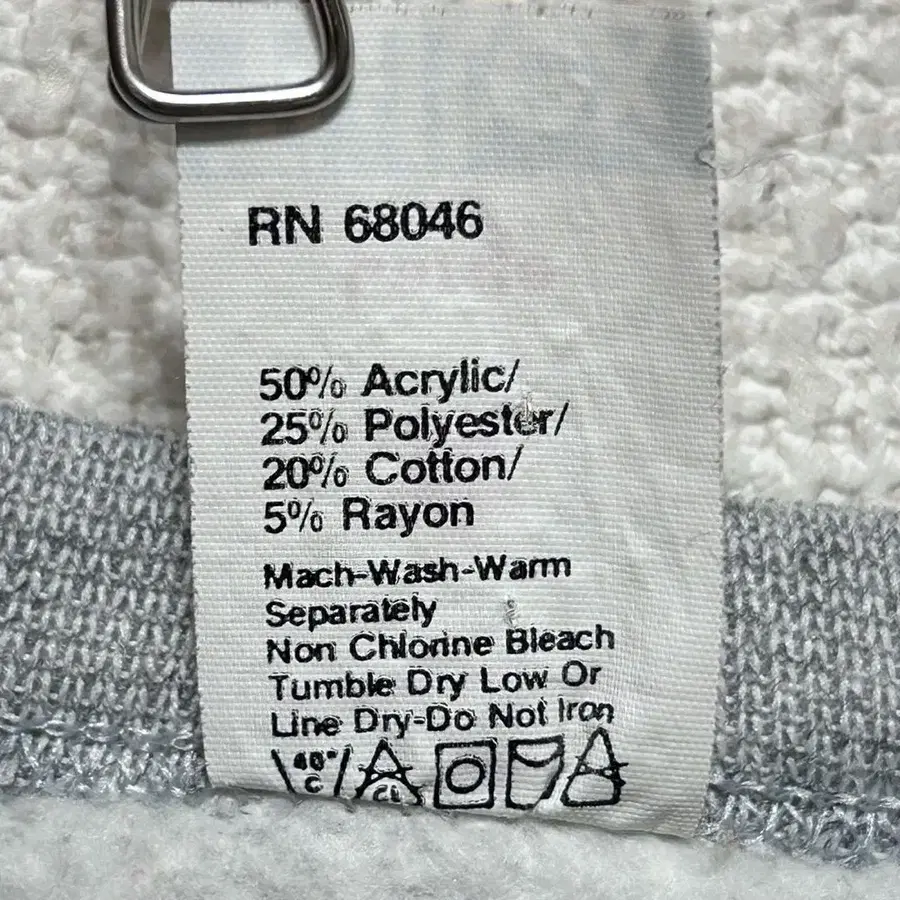 RN 68046
50% Acrylic/
25% Polyester/
20% Cotton/
5% Rayon
Mach-Wash-Warm
Separately
Non Chlorine Bleach
Tumble Dry Low Or
Line Dry-Do Not Iron
40°
C
CL